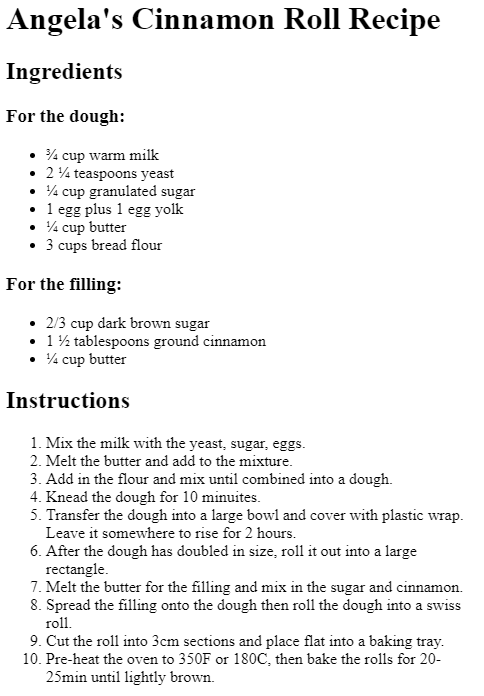 Angela's Cinnamon Roll Recipe
Ingredients
For the dough:
• ¾ cup warm milk
• 2 ¼ teaspoons yeast
• ¼ cup granulated sugar
• 1 egg plus 1 egg yolk
• ¼ cup butter
• 3 cups bread flour
For the filling:
• 2/3 cup dark brown sugar
• 1 ½ tablespoons ground cinnamon
• ¼ cup butter
Instructions
1. Mix the milk with the yeast, sugar, eggs.
2. Melt the butter and add to the mixture.
3. Add in the flour and mix until combined into a dough.
4. Knead the dough for 10 minuites.
5. Transfer the dough into a large bowl and cover with plastic wrap.
Leave it somewhere to rise for 2 hours.
6. After the dough has doubled in size, roll it out into a large
rectangle.
7. Melt the butter for the filling and mix in the sugar and cinnamon.
8. Spread the filling onto the dough then roll the dough into a swiss
roll.
9. Cut the roll into 3cm sections and place flat into a baking tray.
10. Pre-heat the oven to 350F or 180C, then bake the rolls for 20-
25min until lightly brown.